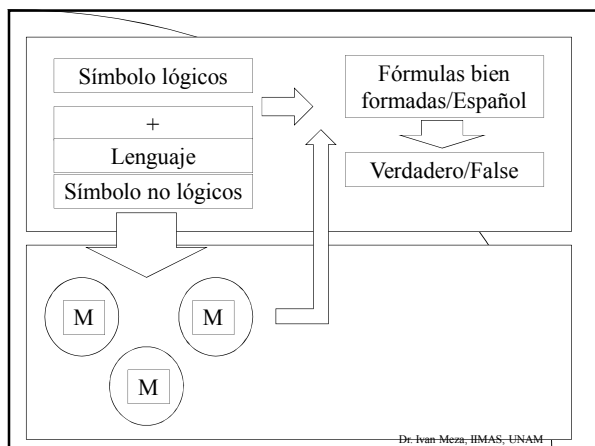 Símbolo lógicos
+
Lenguaje
Símbolo no lógicos
Fórmulas bien
formadas/Español
Verdadero/False
M
M
M
Dr. Ivan Meza, IIMAS, UNAM